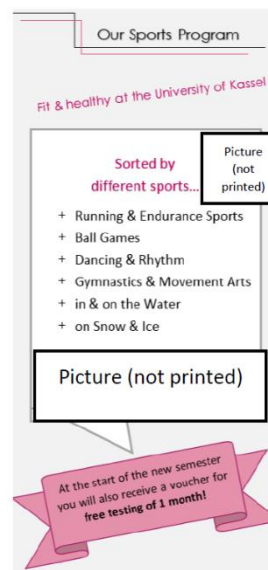 Our Sports Program
Fit & healthy at the University of Kassel
Picture
(not
printed)
Sorted by
different sports...
+ Running & Endurance Sports
+ Ball Games
+ Dancing & Rhythm
+ Gymnastics & Movement Arts
+ in & on the Water
+ on Snow & Ice
Picture (not printed)
At the start of the new semester
you will also receive a voucher for
free testing of 1 month!